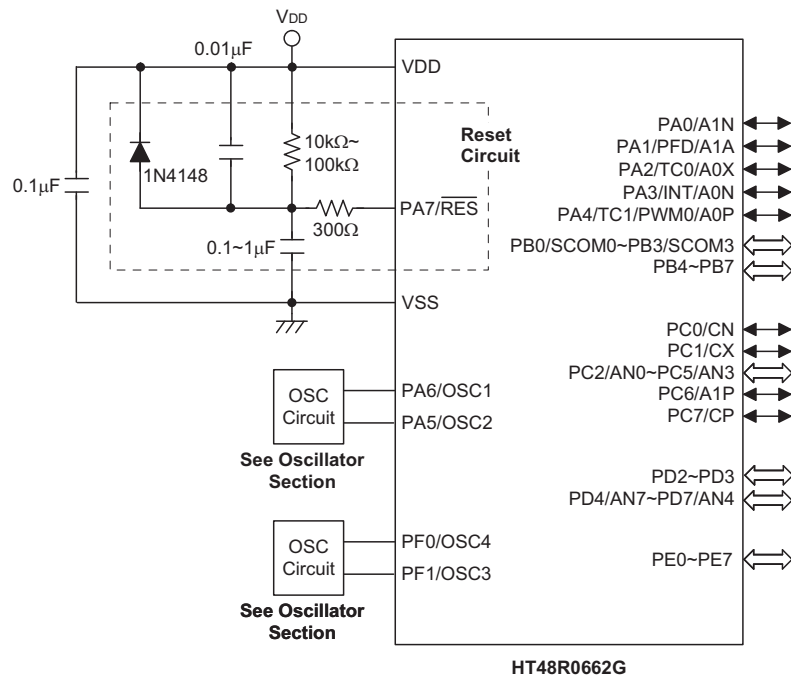 VDD
0.01μF
VDD
Reset
Circuit
10kΩ~
100kΩ
1N4148
0.1μF
PA7/RES
300Ω
0.1~1μF
VSS
OSC
Circuit
PA6/OSC1
PA5/OSC2
See Oscillator
Section
OSC
Circuit
PF0/OSC4
PF1/OSC3
See Oscillator
Section
PA0/A1N
PA1/PFD/A1A
PA2/TC0/A0X
PA3/INT/A0N
PA4/TC1/PWM0/A0P
PB0/SCOM0~PB3/SCOM3
PB4~PB7
PC0/CN
PC1/CX
PC2/AN0~PC5/AN3
PC6/A1P
PC7/CP
PD2~PD3
PD4/AN7~PD7/AN4
PE0~PE7
HT48R0662G